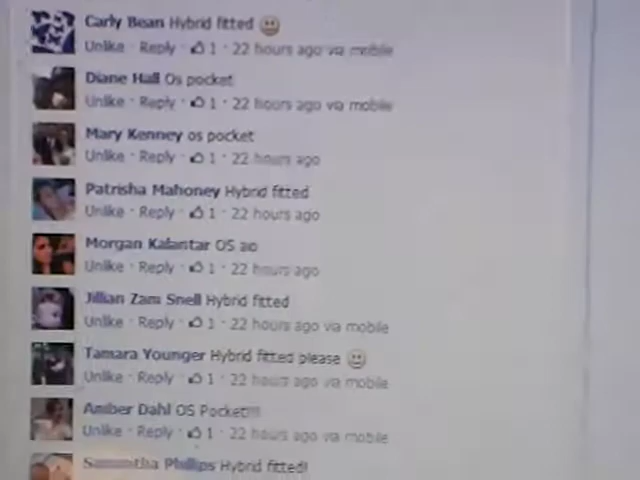 Carly Bean Hybrid fitted
Unlike · Reply · 1 · 22 hours ago via mobile
Diane Hall Os pocket
Unlike · Reply · 1 · 22 hours ago via mobile
Mary Kenney os pocket
Unlike · Reply · 1 · 22 hours ago
Patrisha Mahoney Hybrid fitted
Unlike · Reply · 1 · 22 hours ago
Morgan Kalantar OS aio
Unlike · Reply · 1 · 22 hours ago
Jillian Zam Snell Hybrid fitted
Unlike · Reply · 1 · 22 hours ago via mobile
Tamara Younger Hybrid fitted please
Unlike · Reply · 1 · 22 hours ago via mobile
Amber Dahl OS Pocket!!!
Unlike · Reply · 1 · 22 hours ago via mobile
Samantha Phillips Hybrid fitted!